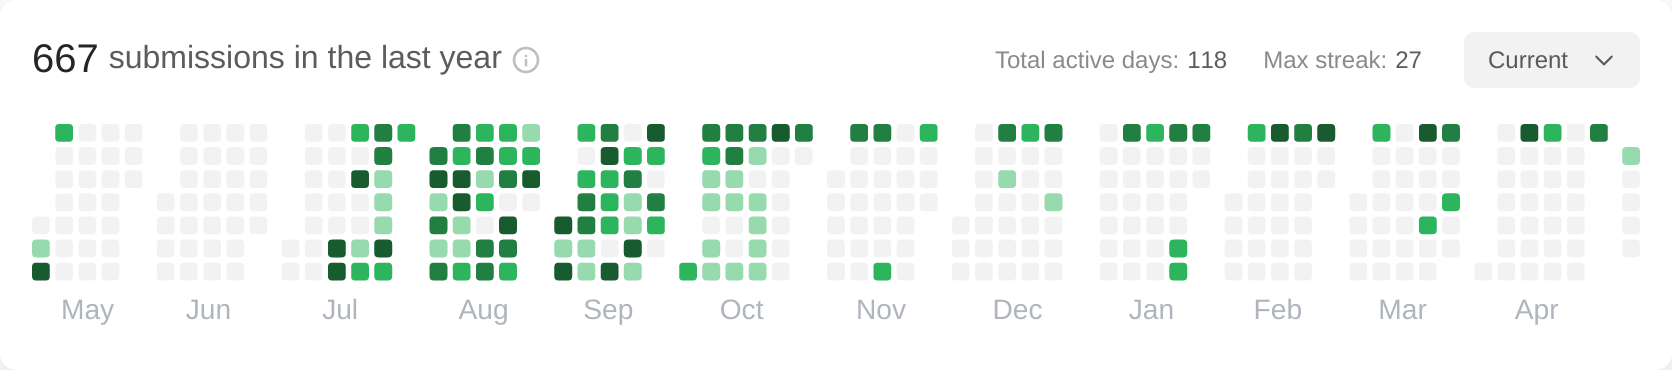 667 submissions in the last year
Total active days: 118 Max streak: 27 Current
May Jun Jul Aug Sep Oct Nov Dec Jan Feb Mar Apr